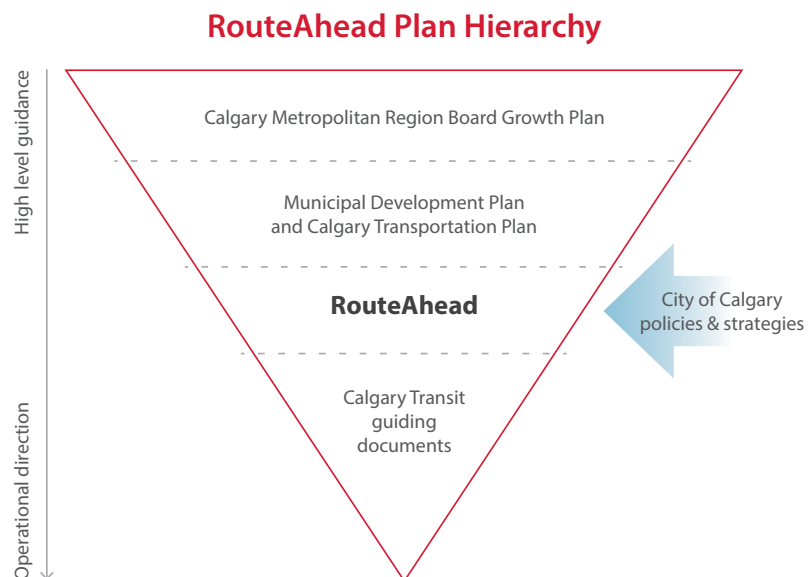 RouteAhead Plan Hierarchy
High level guidance
Calgary Metropolitan Region Board Growth Plan
Municipal Development Plan
and Calgary Transportation Plan
RouteAhead
City of Calgary
policies & strategies
Calgary Transit
guiding
documents
Operational direction